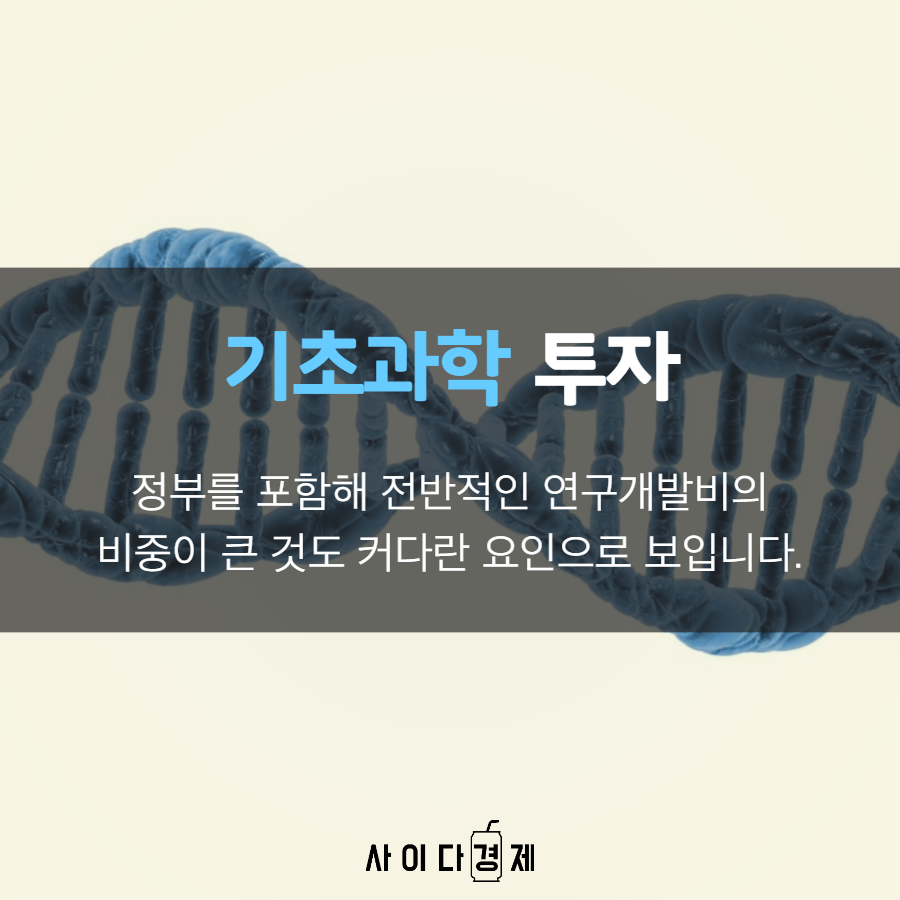 기초과학 투자
정부를 포함해 전반적인 연구개발비의
비중이 큰 것도 커다란 요인으로 보입니다.
사이다경제